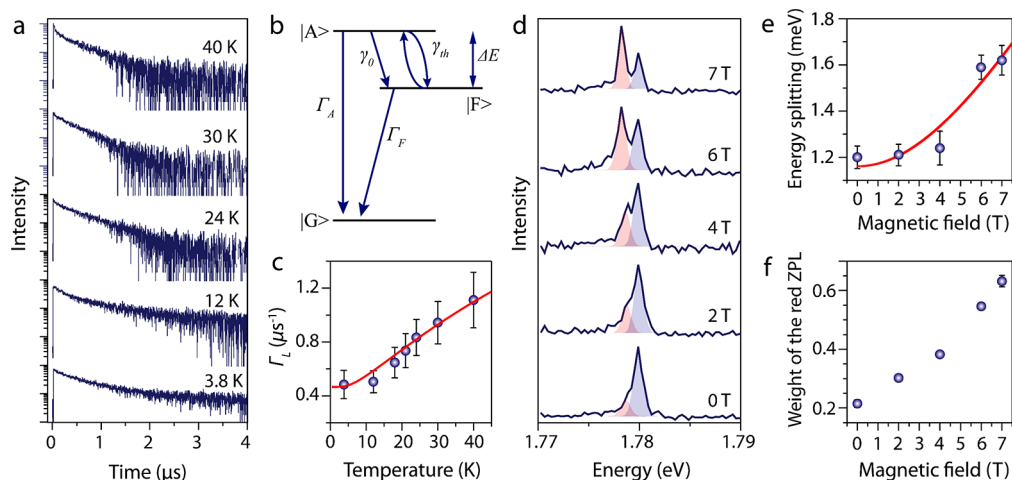 a
40 K
30 K
24 K
12 K
3.8 K
Intensity
0 1 2 3 4
Time (μs)
b
|A>
γ0
γth
ΔE
|F>
ΓA
ΓF
|G>
c
1.2
0.8
0.4
ΓL (μs⁻¹)
0 10 20 30 40
Temperature (K)
d
7 T
6 T
4 T
2 T
0 T
Intensity
1.77 1.78 1.79
Energy (eV)
e
1.8
1.6
1.4
1.2
Energy splitting (meV)
0 1 2 3 4 5 6 7
Magnetic field (T)
f
0.6
0.4
0.2
Weight of the red ZPL
0 1 2 3 4 5 6 7
Magnetic field (T)